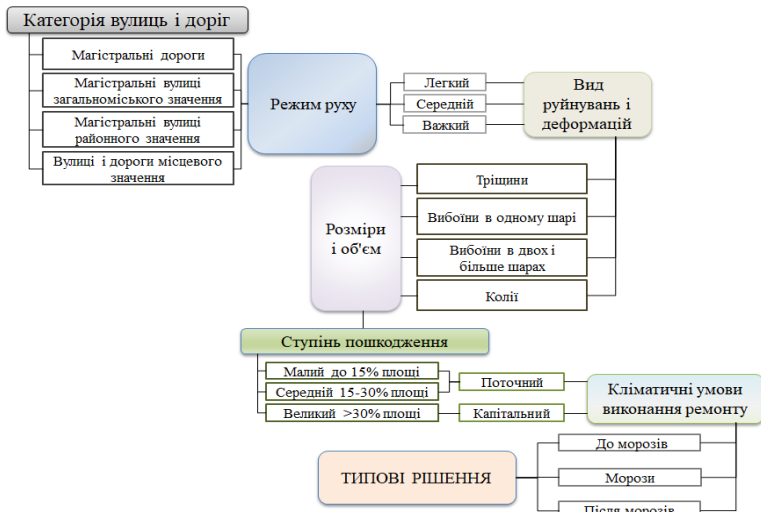 Категорія вулиць і доріг
Магістральні дороги
Магістральні вулиці
загальноміського значення
Магістральні вулиці
районного значення
Вулиці і дороги місцевого
значення
Режим руху
Легкий
Середній
Важкий
Вид
руйнувань і
деформацій
Розміри
і об'єм
Тріщини
Вибоїни в одному шарі
Вибоїни в двох і
більше шарах
Колії
Ступінь пошкодження
Малий до 15% площі
Середній 15-30% площі
Великий >30% площі
Поточний
Капітальний
Кліматичні умови
виконання ремонту
ТИПОВІ РІШЕННЯ
До морозів
Морози
Після морозів